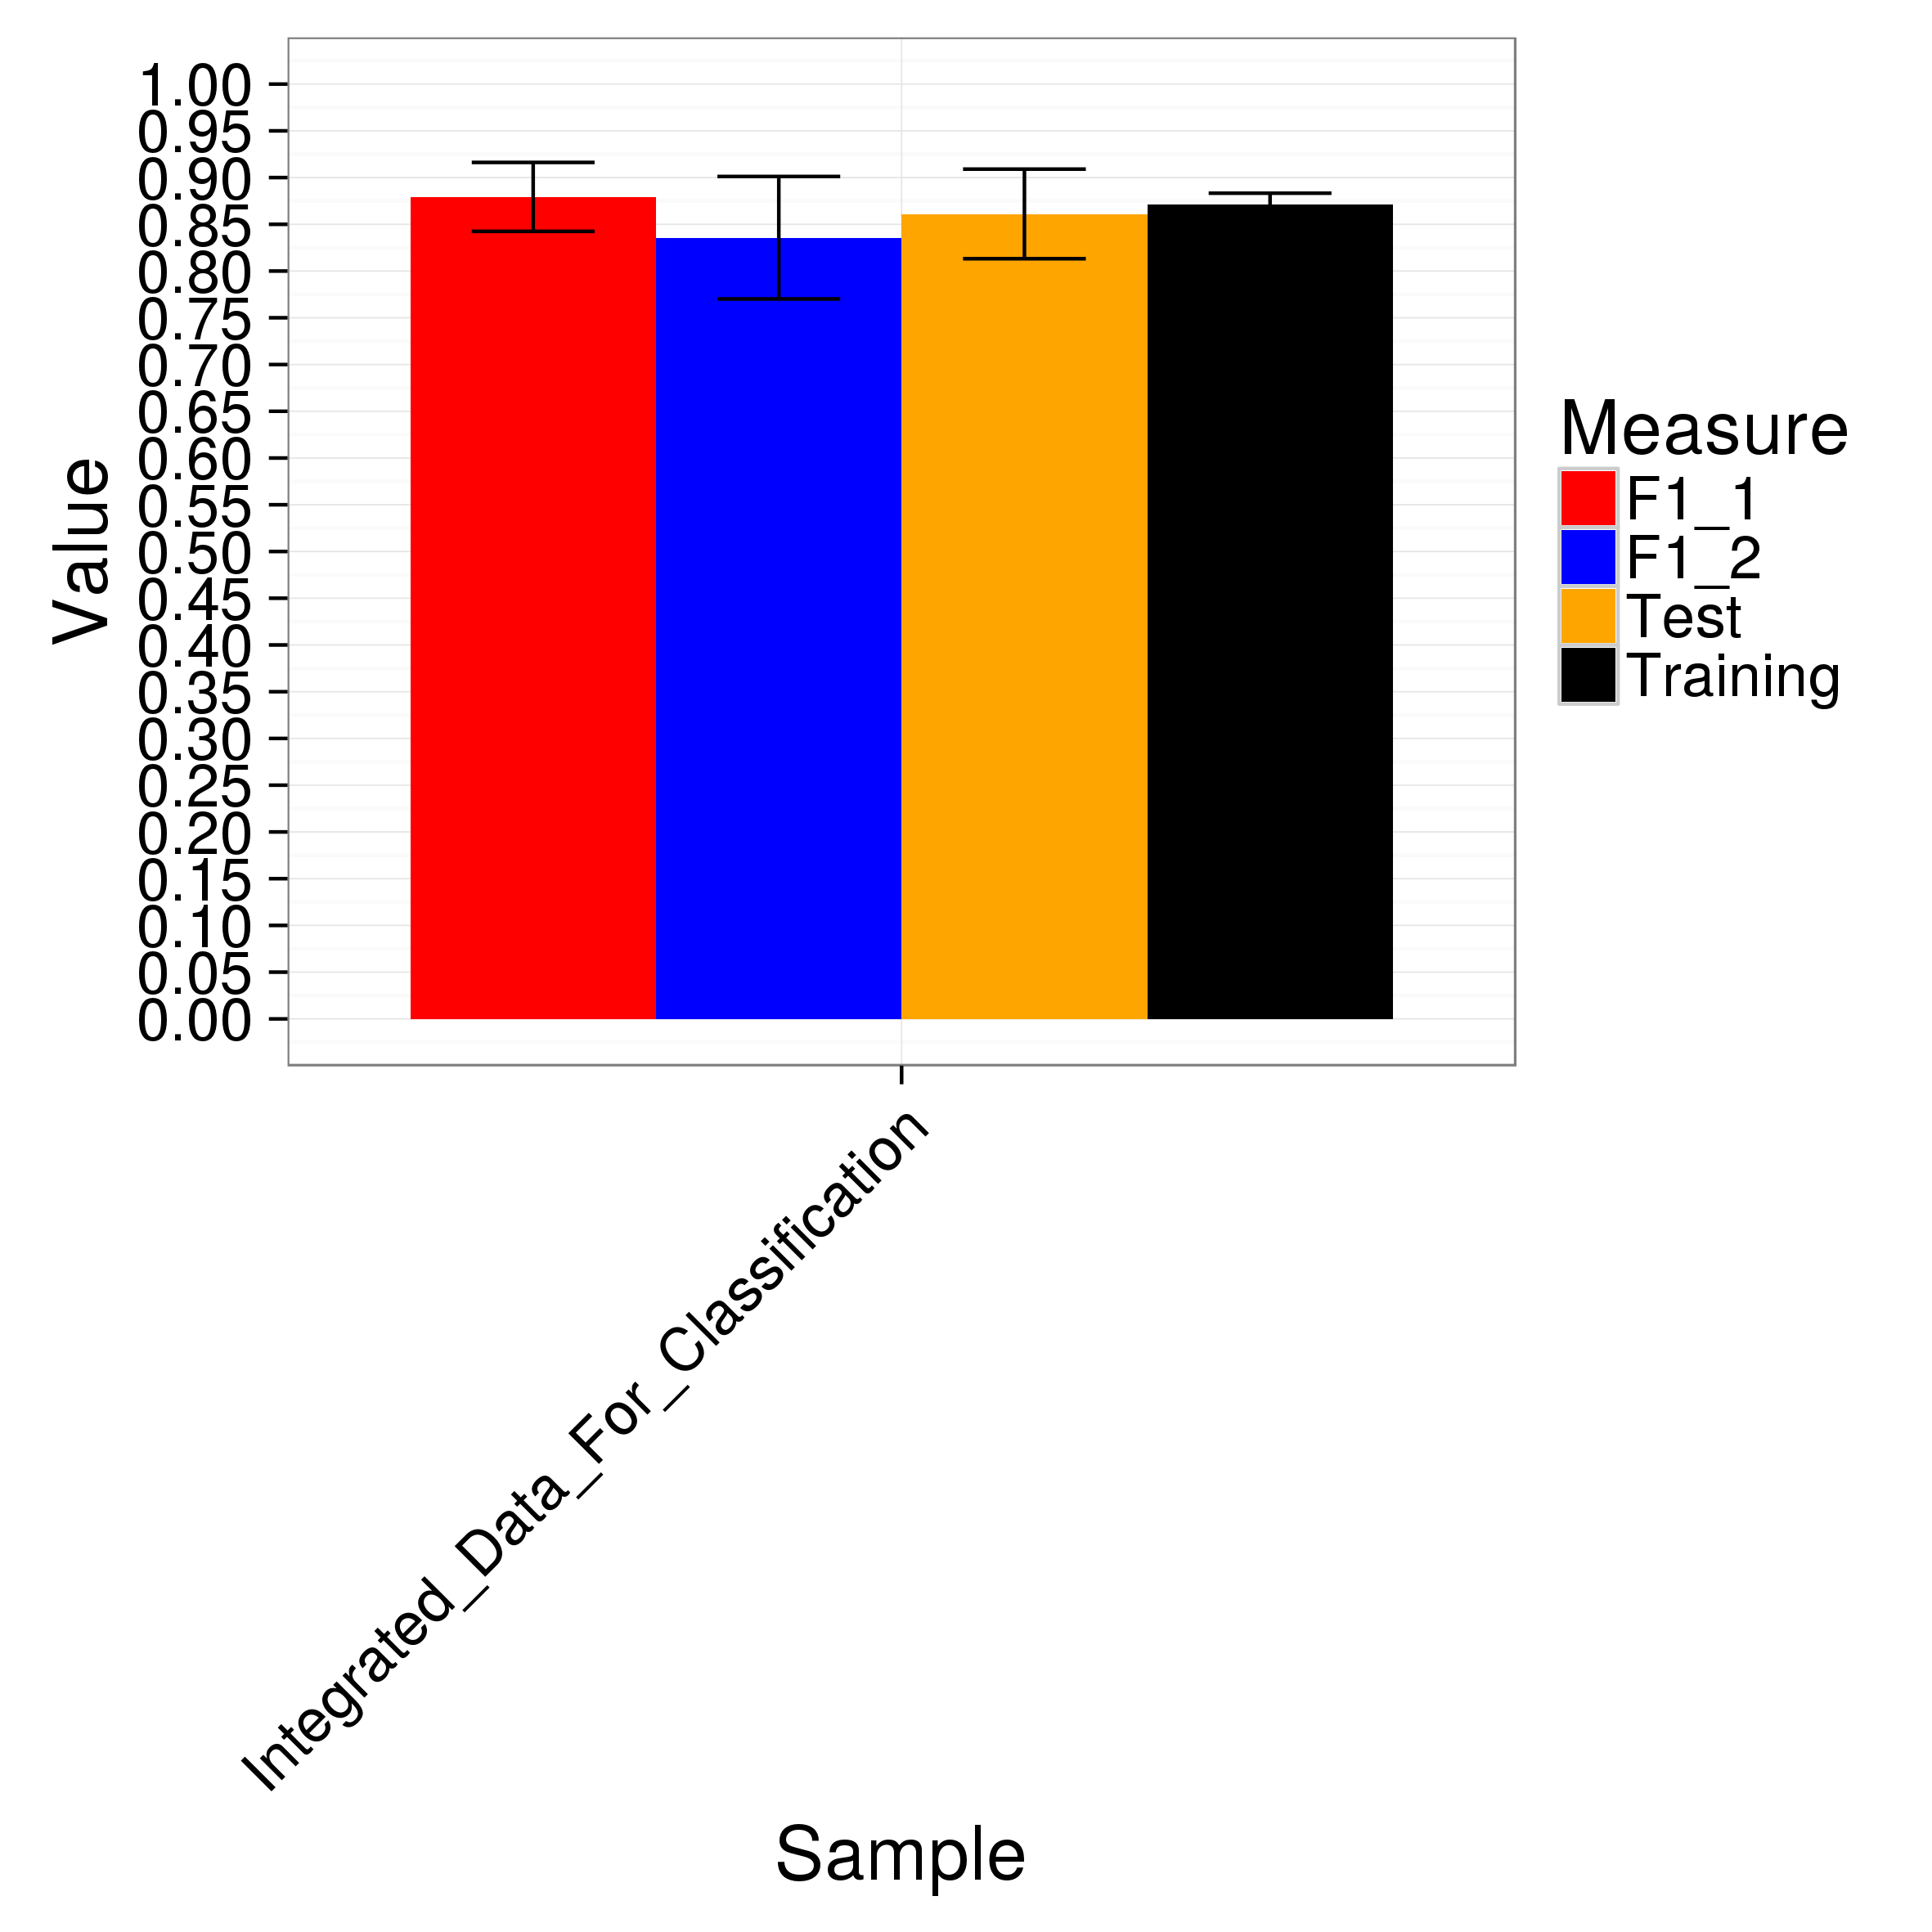 Value
1.00
0.95
0.90
0.85
0.80
0.75
0.70
0.65
0.60
0.55
0.50
0.45
0.40
0.35
0.30
0.25
0.20
0.15
0.10
0.05
0.00
Integrated_Data_For_Classification
Sample
Measure
F1_1
F1_2
Test
Training